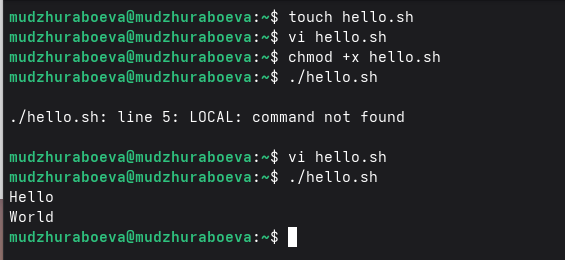 mudzhuraboeva@mudzhuraboeva:~$ touch hello.sh
mudzhuraboeva@mudzhuraboeva:~$ vi hello.sh
mudzhuraboeva@mudzhuraboeva:~$ chmod +x hello.sh
mudzhuraboeva@mudzhuraboeva:~$ ./hello.sh
./hello.sh: line 5: LOCAL: command not found
mudzhuraboeva@mudzhuraboeva:~$ vi hello.sh
mudzhuraboeva@mudzhuraboeva:~$ ./hello.sh
Hello
World
mudzhuraboeva@mudzhuraboeva:~$